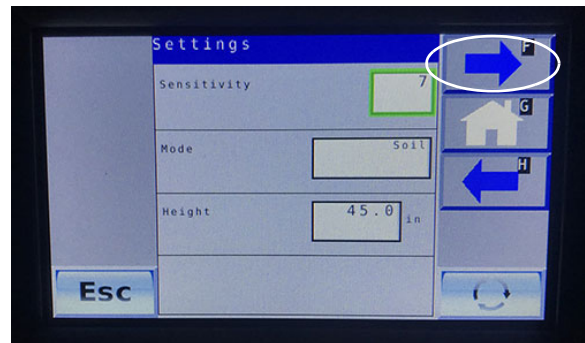 Settings
F
Sensitivity 7
G
Mode Soil
H
Height 45.0 in
Esc